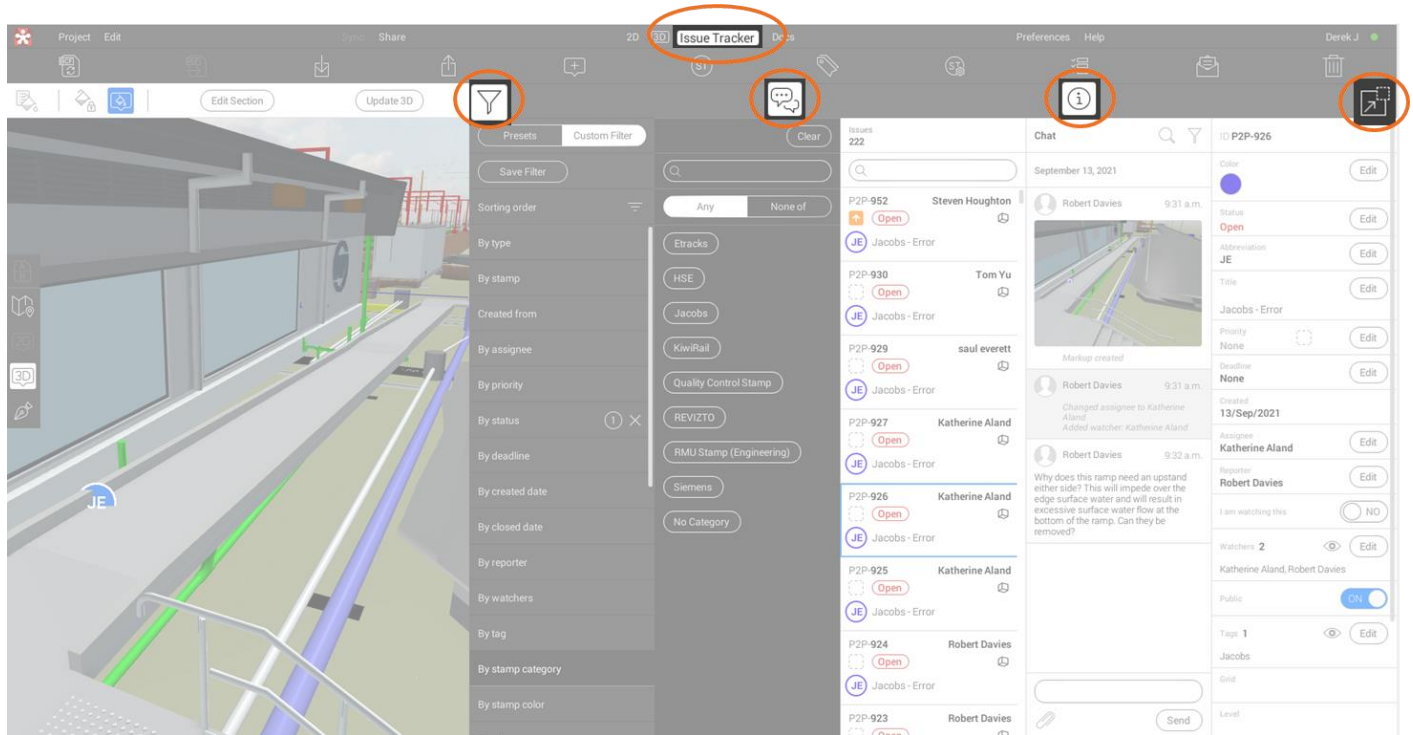 Project Edit Sync Share 2D 3D Issue Tracker Docs Preferences Help Derek J
ST
Edit Section Update 3D
Presets Custom Filter
Save Filter
Sorting order
By type
By stamp
Created from
By assignee
By priority
By status 1
By deadline
By created date
By closed date
By reporter
By watchers
By tag
By stamp category
By stamp color
Clear
Any None of
Etracks
HSE
Jacobs
KiwiRail
Quality Control Stamp
REVIZTO
RMU Stamp (Engineering)
Siemens
No Category
Issues
222
P2P-952 Steven Houghton
Open
JE Jacobs - Error
P2P-930 Tom Yu
Open
JE Jacobs - Error
P2P-929 saul everett
Open
JE Jacobs - Error
P2P-927 Katherine Aland
Open
JE Jacobs - Error
P2P-926 Katherine Aland
Open
JE Jacobs - Error
P2P-925 Katherine Aland
Open
JE Jacobs - Error
P2P-924 Robert Davies
Open
JE Jacobs - Error
P2P-923 Robert Davies
Open
Chat
September 13, 2021
Robert Davies 9:31 a.m.
Markup created
Robert Davies 9:31 a.m.
Changed assignee to Katherine
Aland
Added watcher: Katherine Aland
Robert Davies 9:32 a.m.
Why does this ramp need an upstand
either side? This will impede over the
edge surface water and will result in
excessive surface water flow at the
bottom of the ramp. Can they be
removed?
Send
ID P2P-926
Color
Edit
Status
Open Edit
Abbreviation
JE Edit
Title
Edit
Jacobs - Error
Priority
None Edit
Deadline
None Edit
Created
13/Sep/2021
Assignee
Katherine Aland Edit
Reporter
Robert Davies Edit
I am watching this NO
Watchers 2 Edit
Katherine Aland, Robert Davies
Public ON
Tags 1 Edit
Jacobs
Grid
Level
3D
JE